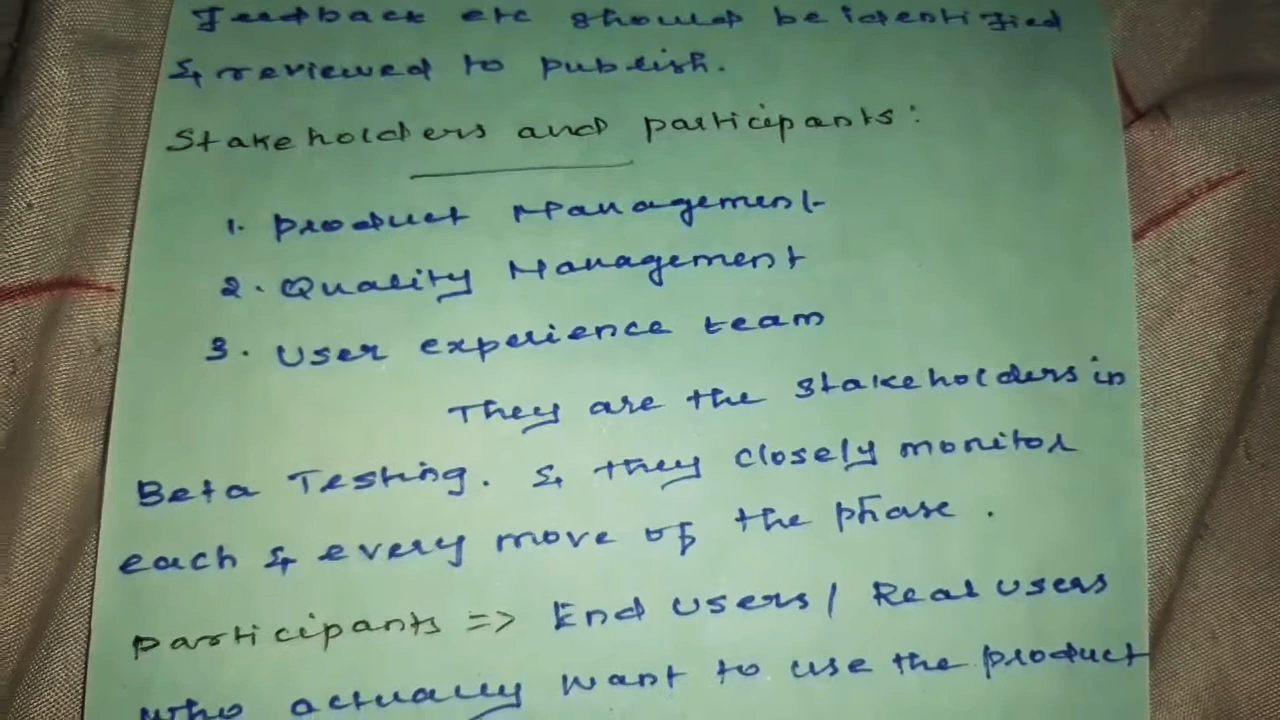 Feedback etc should be identified
& reviewed to publish.
Stakeholders and participants:
1. Product Management
2. Quality Management
3. User experience team
They are the stakeholders in
Beta Testing. & they closely monitor
each & every move of the phase.
Participants => End users/ Real users
who actually want to use the product